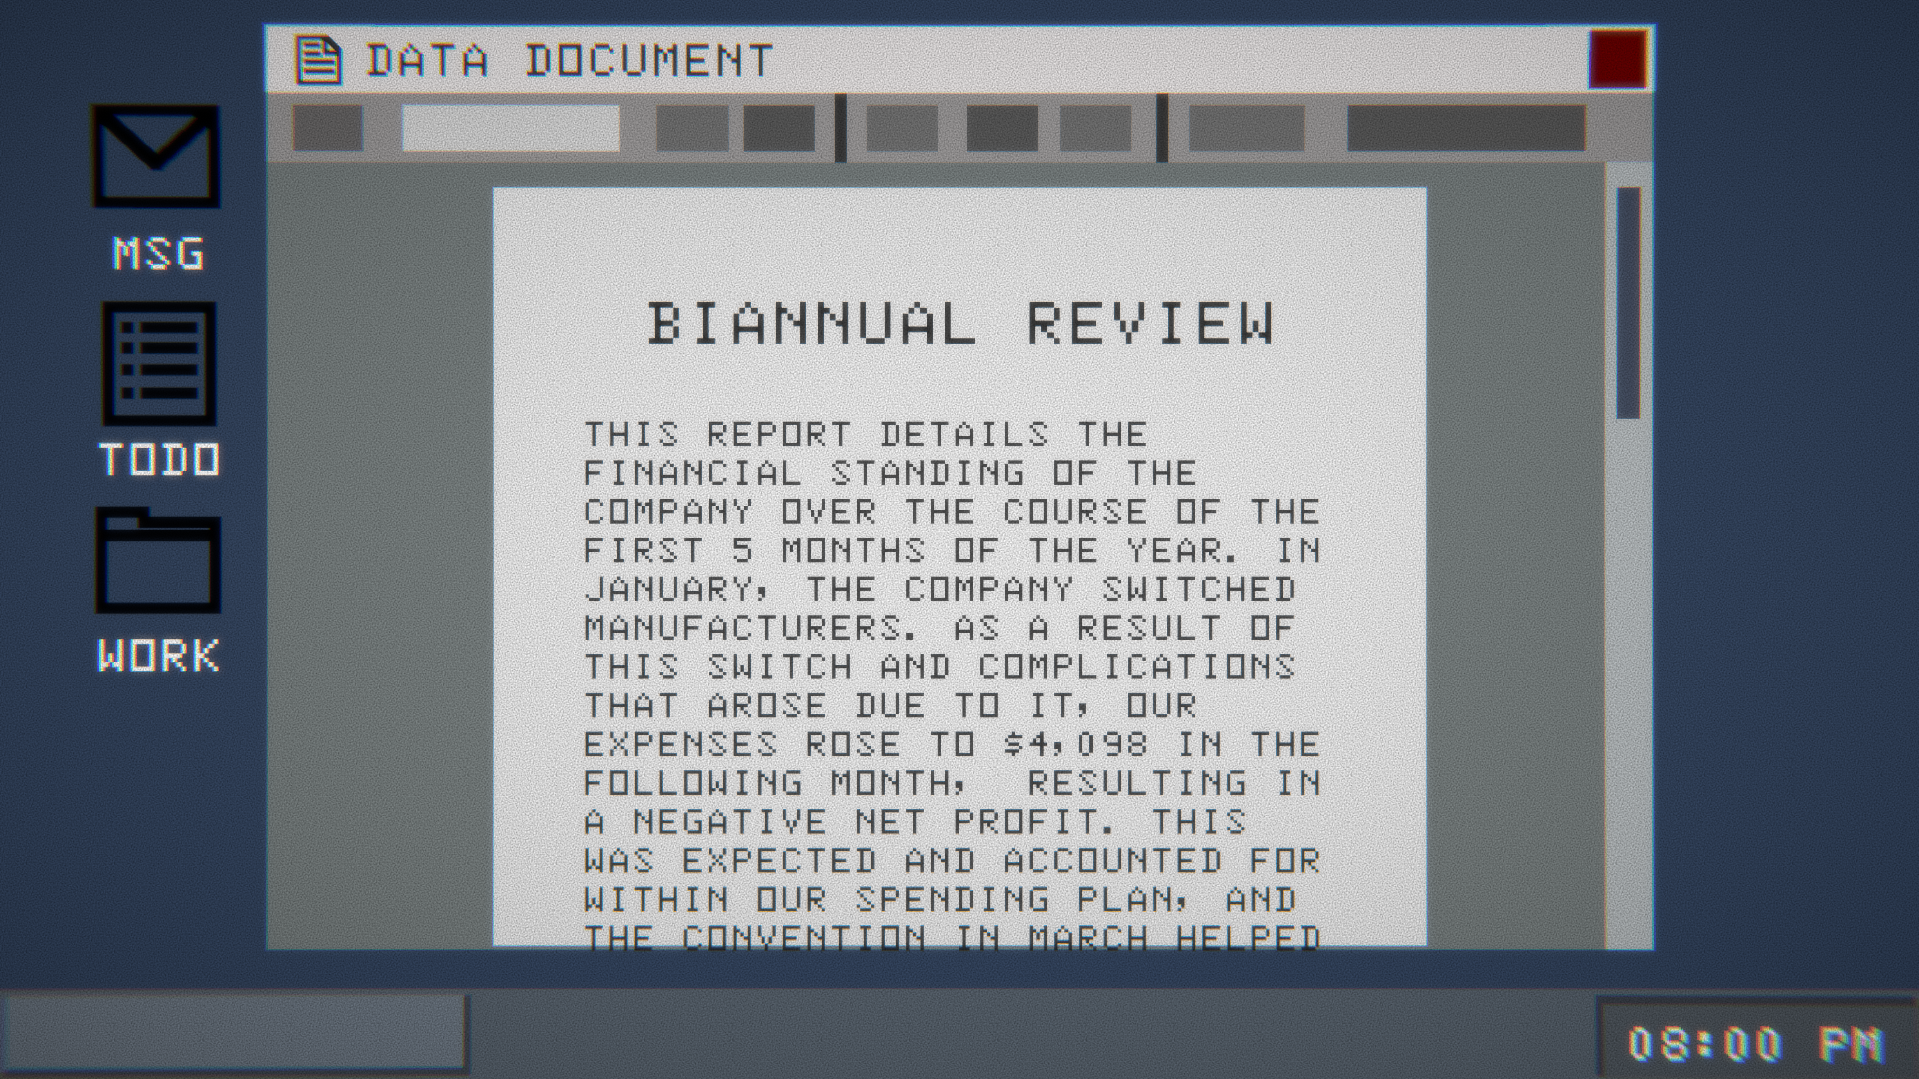 DATA DOCUMENT
MSG
TODO
WORK
BIANNUAL REVIEW
THIS REPORT DETAILS THE
FINANCIAL STANDING OF THE
COMPANY OVER THE COURSE OF THE
FIRST 5 MONTHS OF THE YEAR. IN
JANUARY, THE COMPANY SWITCHED
MANUFACTURERS. AS A RESULT OF
THIS SWITCH AND COMPLICATIONS
THAT AROSE DUE TO IT, OUR
EXPENSES ROSE TO $4,098 IN THE
FOLLOWING MONTH, RESULTING IN
A NEGATIVE NET PROFIT. THIS
WAS EXPECTED AND ACCOUNTED FOR
WITHIN OUR SPENDING PLAN, AND
THE CONVENTION IN MARCH HELPED
08:00 PM